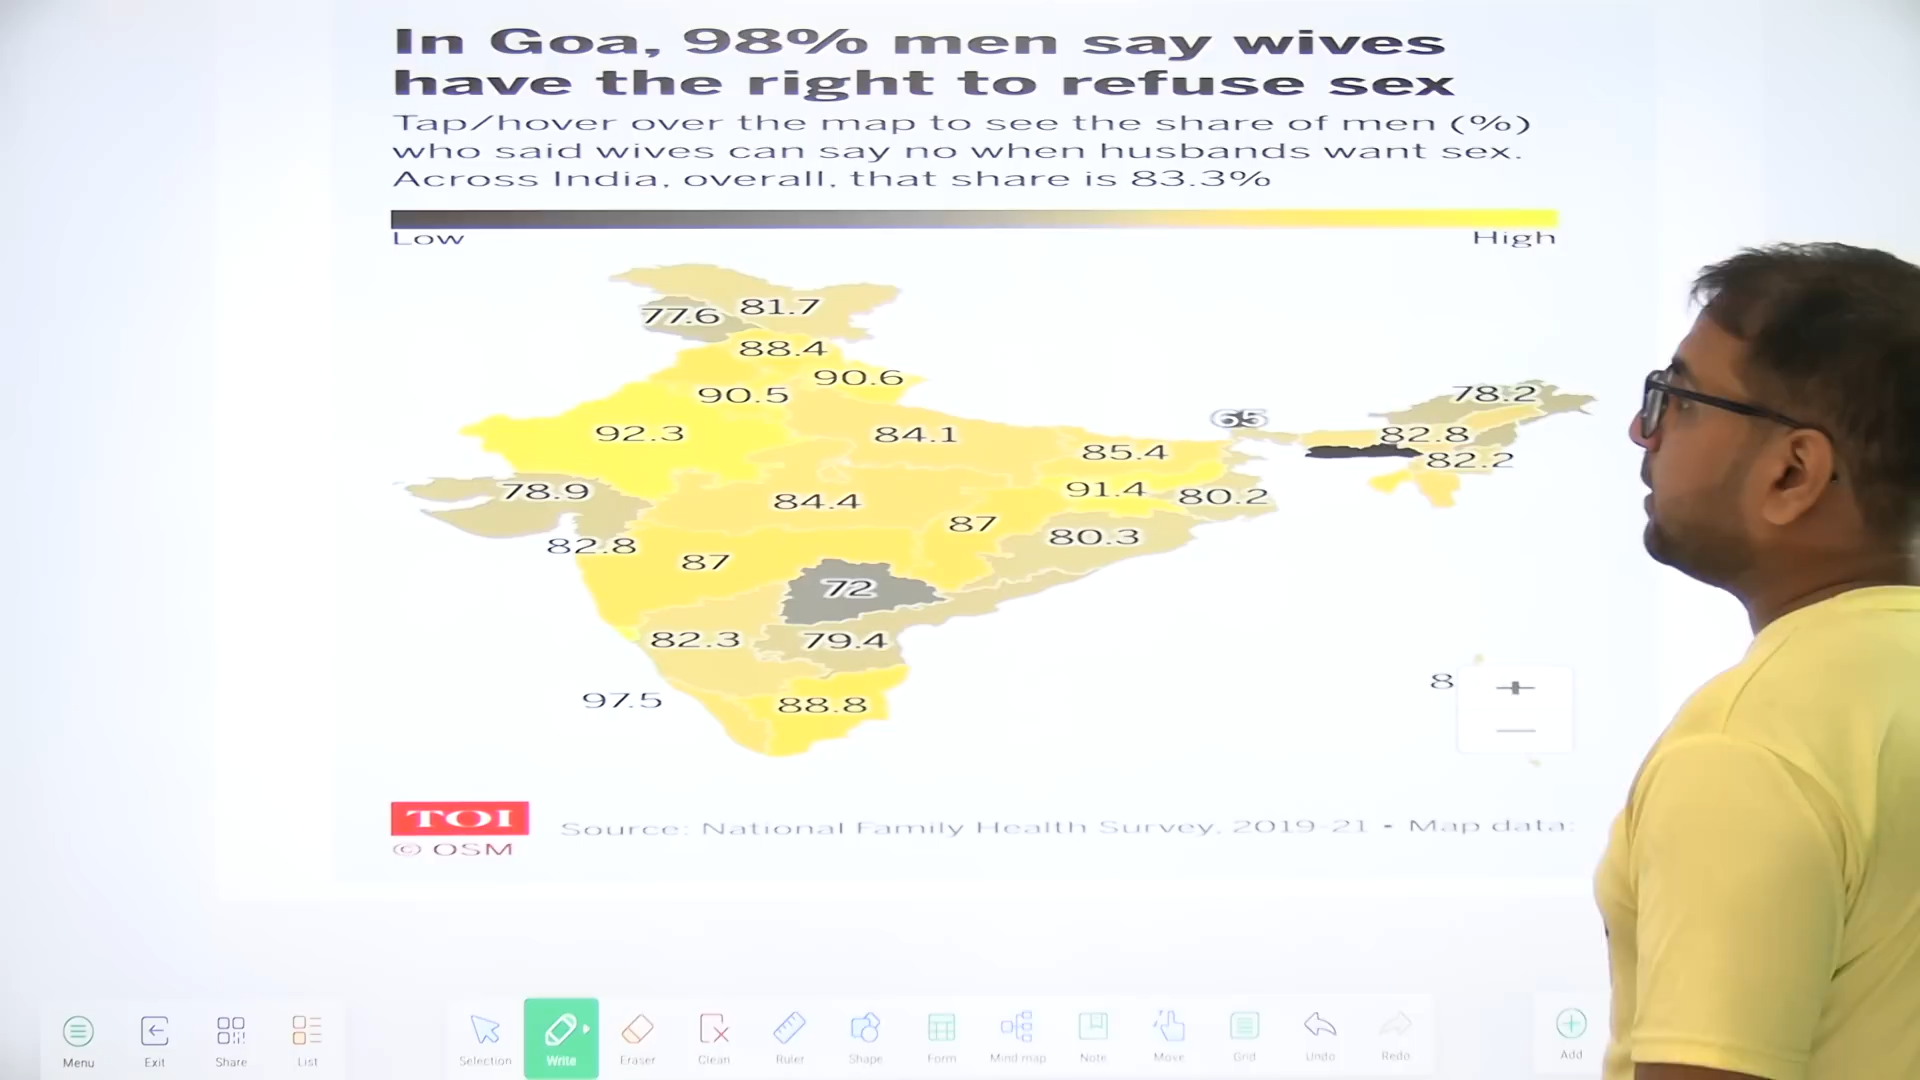 In Goa, 98% men say wives
have the right to refuse sex
Tap/hover over the map to see the share of men (%)
who said wives can say no when husbands want sex.
Across India, overall, that share is 83.3%
Low High
77.6 81.7
88.4
90.6
90.5
78.2
65
92.3 84.1 82.8
85.4 82.2
78.9 84.4 91.4 80.2
87 80.3
82.8 87
72
82.3 79.4
97.5 88.8
8
+
−
TOI Source: National Family Health Survey, 2019-21 • Map data:
© OSM
Menu Exit Share List Selection Write Eraser Clean Ruler Shape Form Mind map Note Move Grid Undo Redo Add